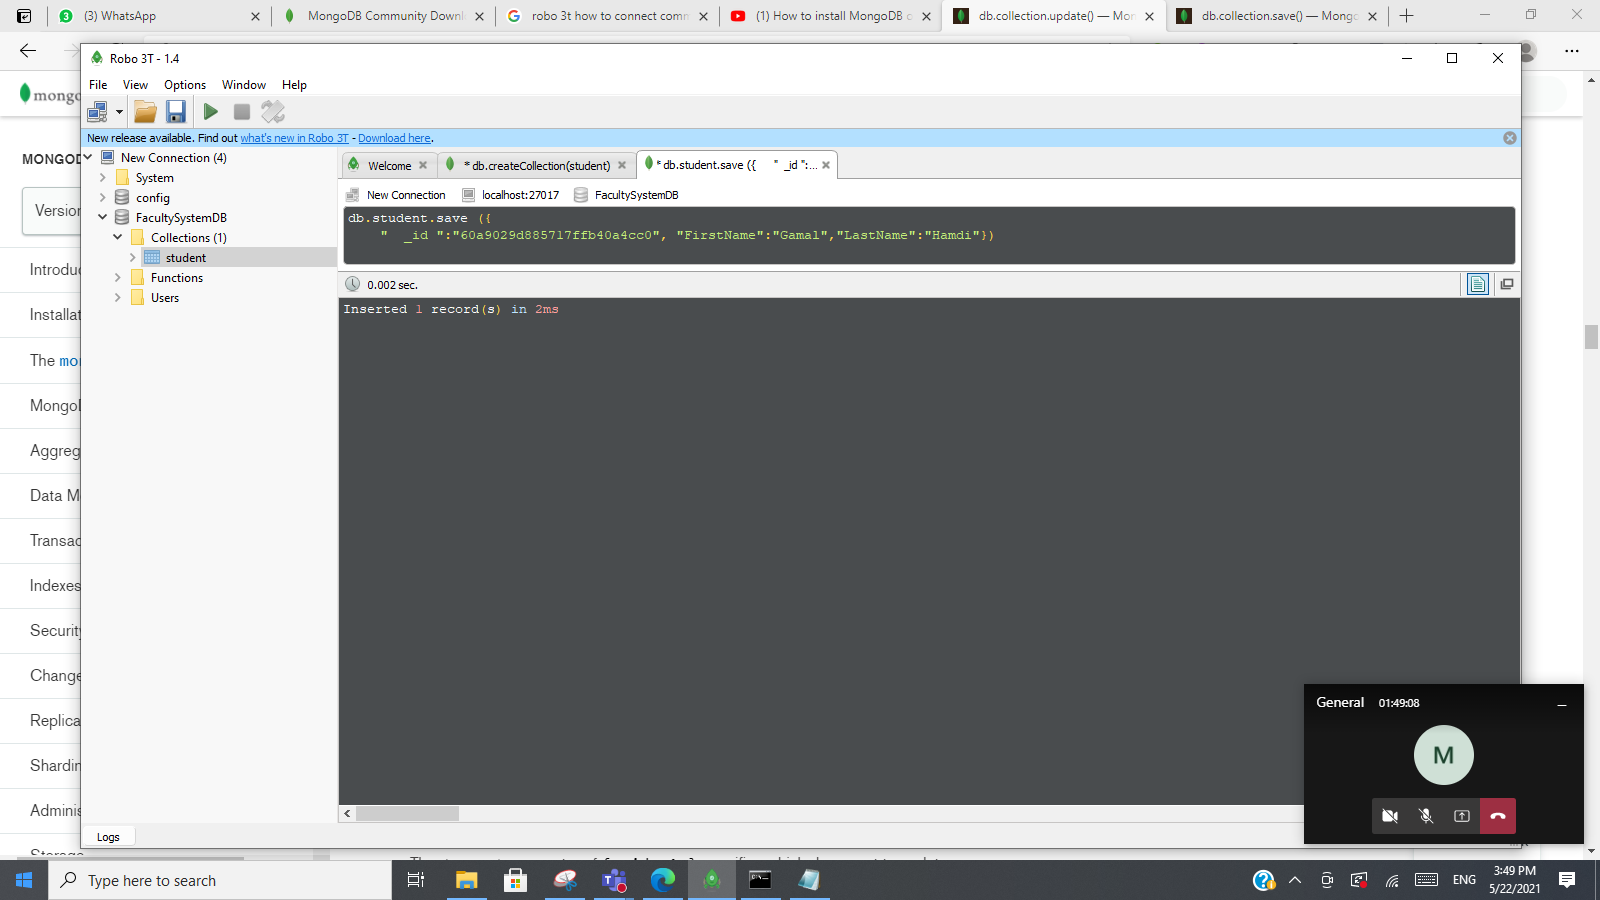 (3) WhatsApp
MongoDB Community Downl
robo 3t how to connect comm
(1) How to install MongoDB o
db.collection.update() — Mon
db.collection.save() — Mongo
Robo 3T - 1.4
File View Options Window Help
mongo
New release available. Find out what's new in Robo 3T - Download here.
MONGOD
New Connection (4)
System
config
FacultySystemDB
Collections (1)
student
Functions
Users
Welcome
* db.createCollection(student)
* db.student.save ({ " _id ":...
New Connection localhost:27017 FacultySystemDB
db.student.save ({
" _id ":"60a9029d885717ffb40a4cc0", "FirstName":"Gamal","LastName":"Hamdi"})
0.002 sec.
Inserted 1 record(s) in 2ms
Version
Introduc
Installat
The mo
Mongol
Aggreg
Data M
Transac
Indexes
Security
Change
Replica
Shardin
Adminis
Storage
Logs
General 01:49:08
M
Type here to search
ENG
3:49 PM
5/22/2021